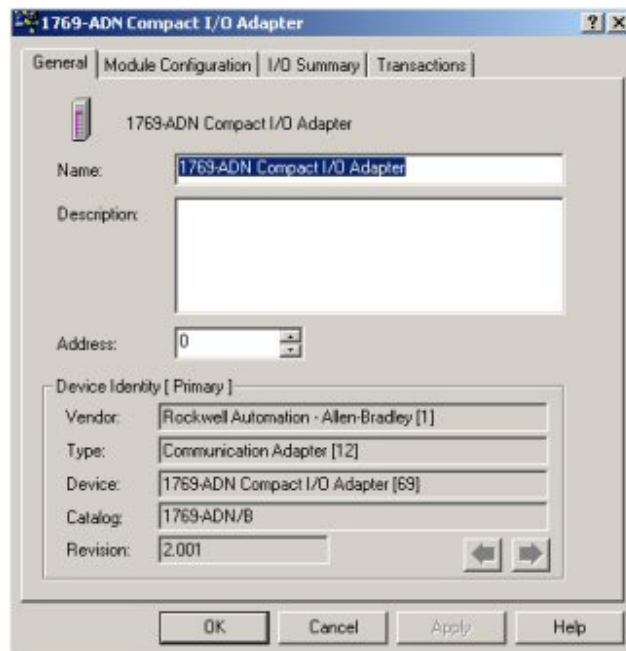 1769-ADN Compact I/O Adapter
General Module Configuration I/O Summary Transactions
1769-ADN Compact I/O Adapter
Name: 1769-ADN Compact I/O Adapter
Description:
Address: 0
Device Identity [ Primary ]
Vendor: Rockwell Automation - Allen-Bradley [1]
Type: Communication Adapter [12]
Device: 1769-ADN Compact I/O Adapter [69]
Catalog: 1769-ADN/B
Revision: 2.001
OK Cancel Apply Help